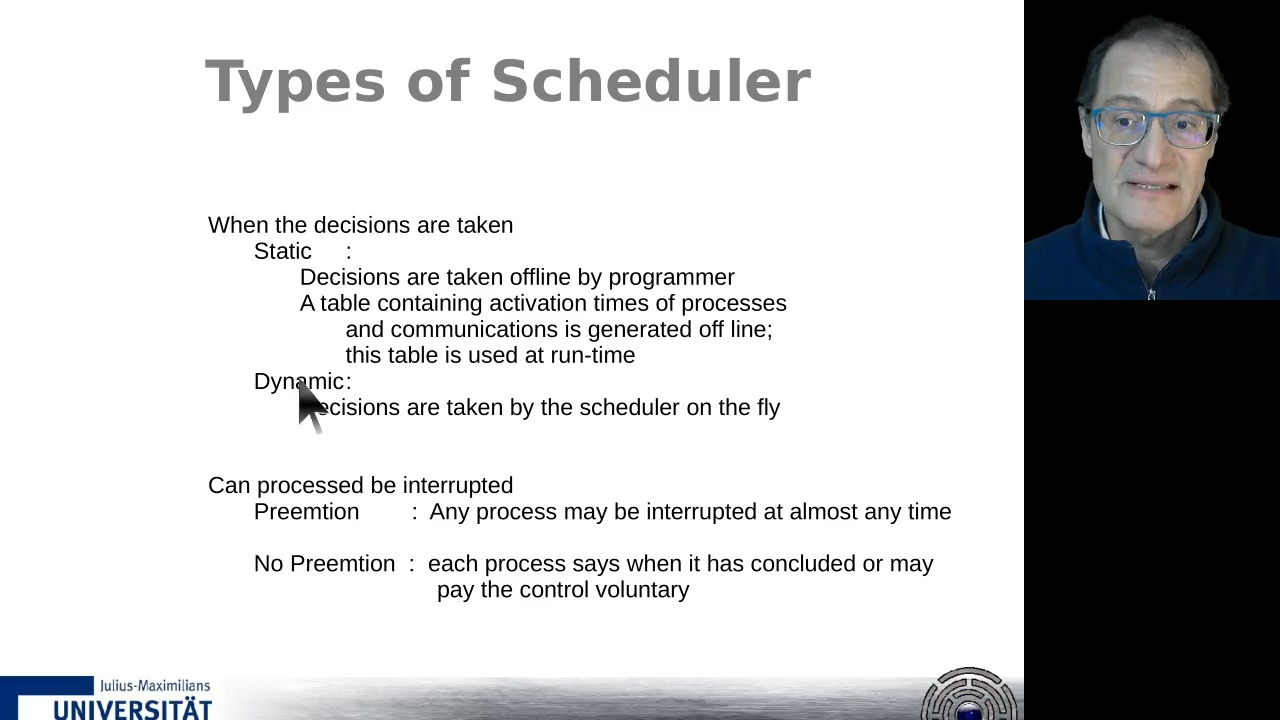 Types of Scheduler
When the decisions are taken
Static :
Decisions are taken offline by programmer
A table containing activation times of processes
and communications is generated off line;
this table is used at run-time
Dynamic:
Decisions are taken by the scheduler on the fly
Can processed be interrupted
Preemtion : Any process may be interrupted at almost any time
No Preemtion : each process says when it has concluded or may
pay the control voluntary
Julius-Maximilians
UNIVERSITÄT